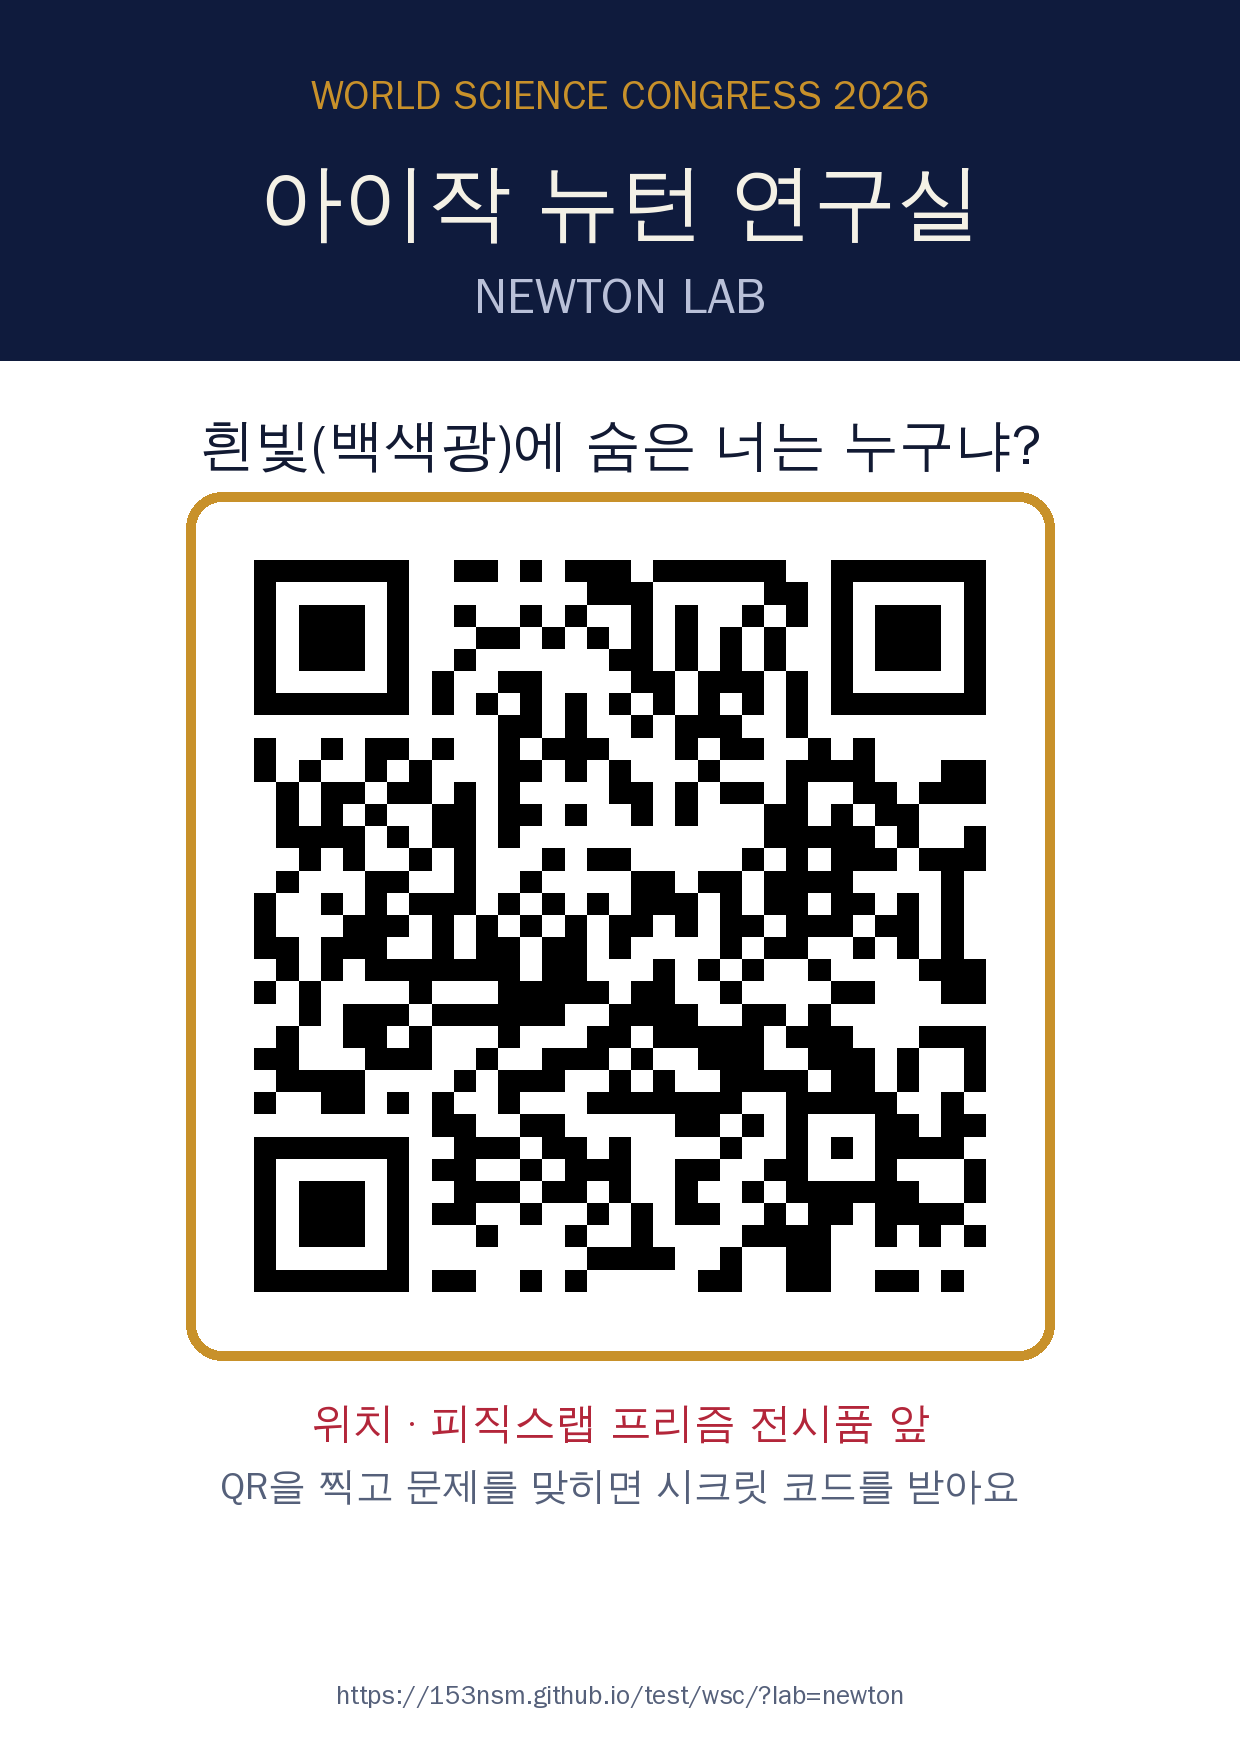 WORLD SCIENCE CONGRESS 2026
아이작 뉴턴 연구실
NEWTON LAB
흰빛(백색광)에 숨은 너는 누구냐?
위치 · 피직스랩 프리즘 전시품 앞
QR을 찍고 문제를 맞히면 시크릿 코드를 받아요
https://153nsm.github.io/test/wsc/?lab=newton